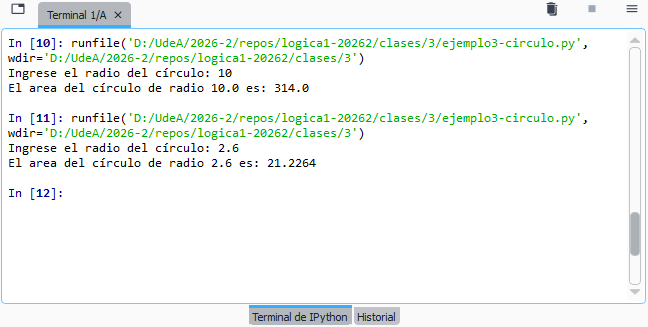 Terminal 1/A
In [10]: runfile('D:/UdeA/2026-2/repos/logica1-20262/clases/3/ejemplo3-circulo.py',
wdir='D:/UdeA/2026-2/repos/logica1-20262/clases/3')
Ingrese el radio del círculo: 10
El area del círculo de radio 10.0 es: 314.0
In [11]: runfile('D:/UdeA/2026-2/repos/logica1-20262/clases/3/ejemplo3-circulo.py',
wdir='D:/UdeA/2026-2/repos/logica1-20262/clases/3')
Ingrese el radio del círculo: 2.6
El area del círculo de radio 2.6 es: 21.2264
In [12]:
Terminal de IPython Historial